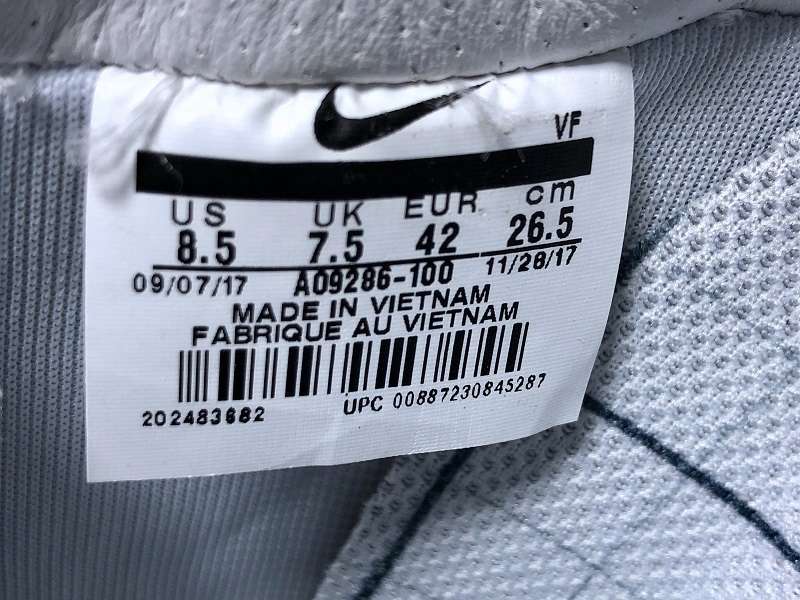 VF
US UK EUR cm
8.5 7.5 42 26.5
09/07/17 AO9286-100 11/28/17
MADE IN VIETNAM
FABRIQUE AU VIETNAM
202483682 UPC 00887230845287